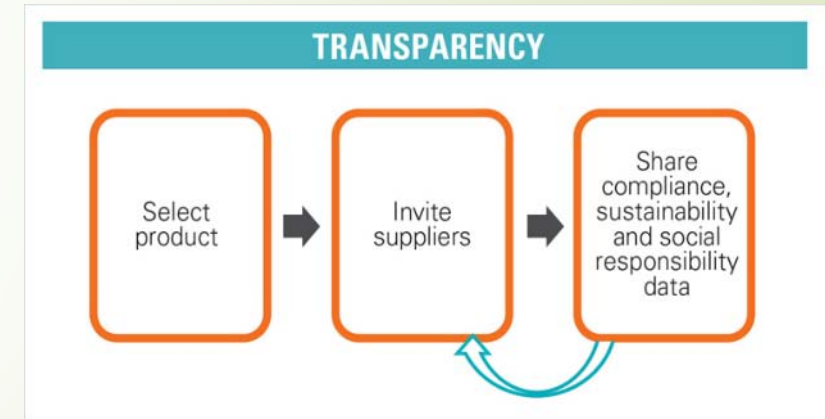 TRANSPARENCY
Select
product
Invite
suppliers
Share
compliance,
sustainability
and social
responsibility
data